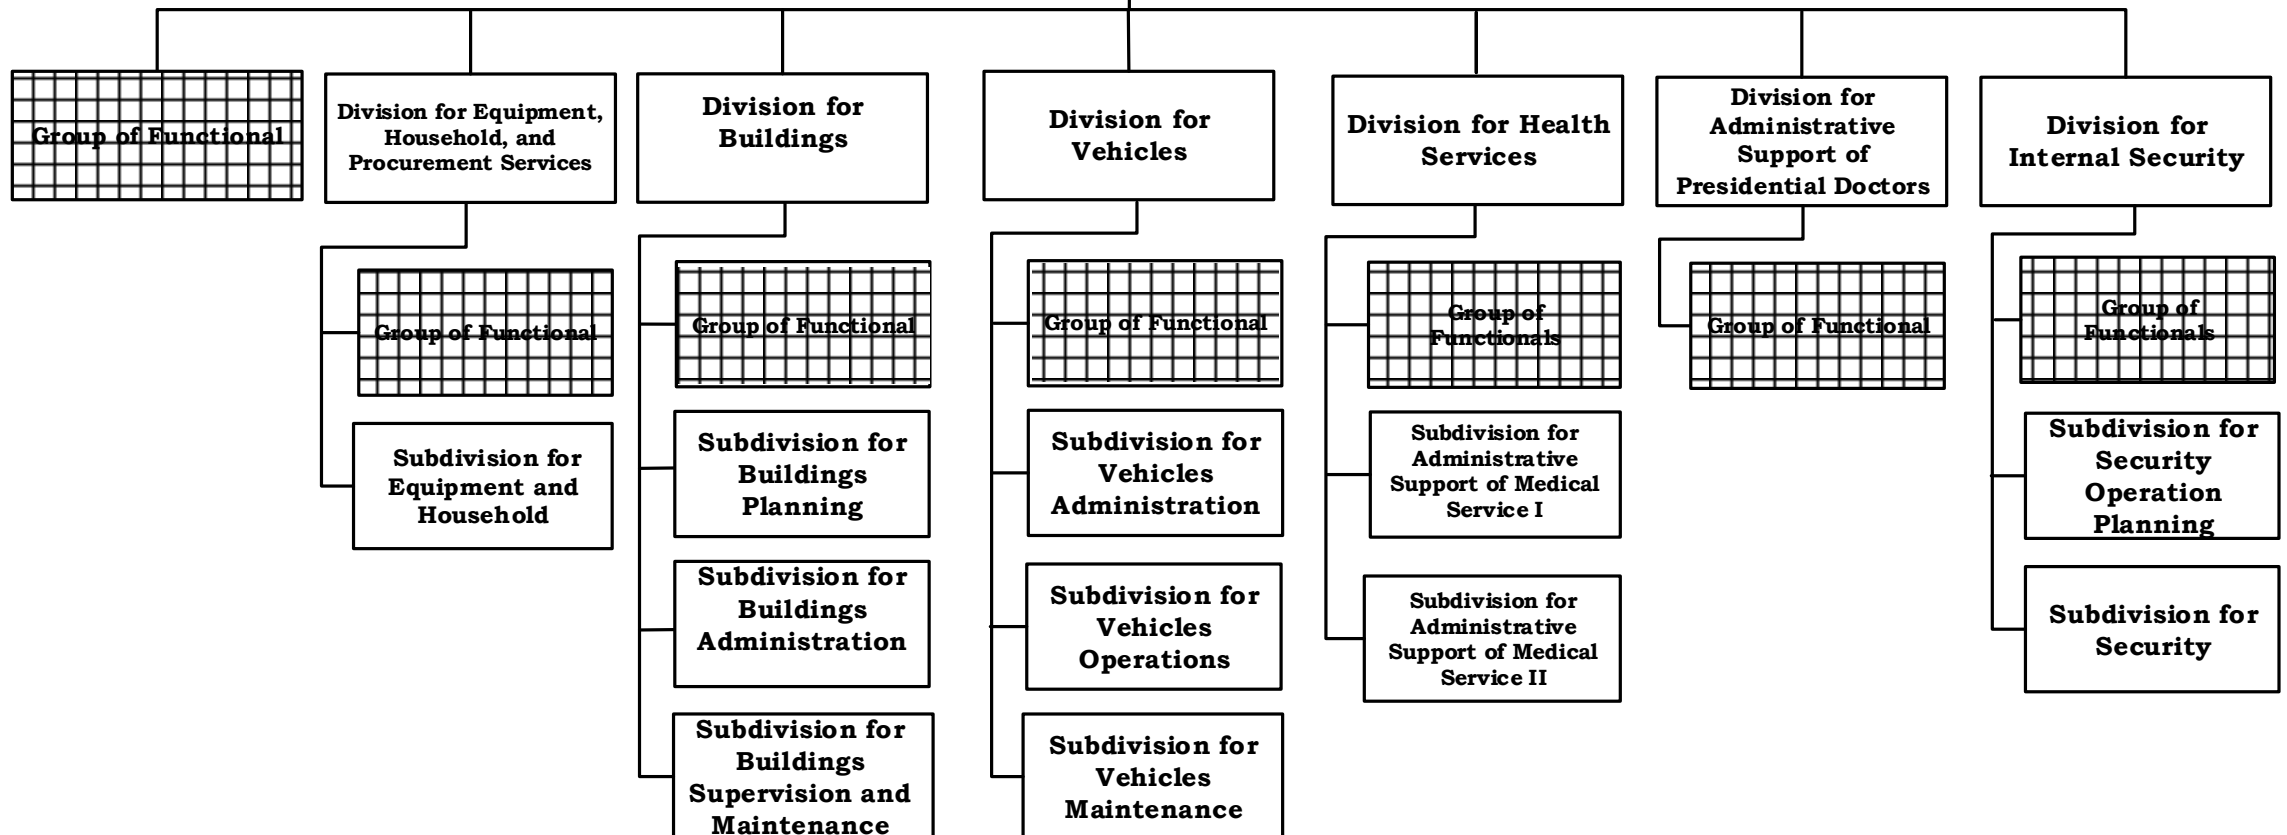 Group of Functional
Division for Equipment,
Household, and
Procurement Services
Division for
Buildings
Division for
Vehicles
Division for Health
Services
Division for
Administrative
Support of
Presidential Doctors
Division for
Internal Security
Group of Functional
Subdivision for
Equipment and
Household
Group of Functional
Subdivision for
Buildings
Planning
Subdivision for
Buildings
Administration
Subdivision for
Buildings
Supervision and
Maintenance
Group of Functional
Subdivision for
Vehicles
Administration
Subdivision for
Vehicles
Operations
Subdivision for
Vehicles
Maintenance
Group of
Functionals
Subdivision for
Administrative
Support of Medical
Service I
Subdivision for
Administrative
Support of Medical
Service II
Group of Functional
Group of
Functionals
Subdivision for
Security
Operation
Planning
Subdivision for
Security